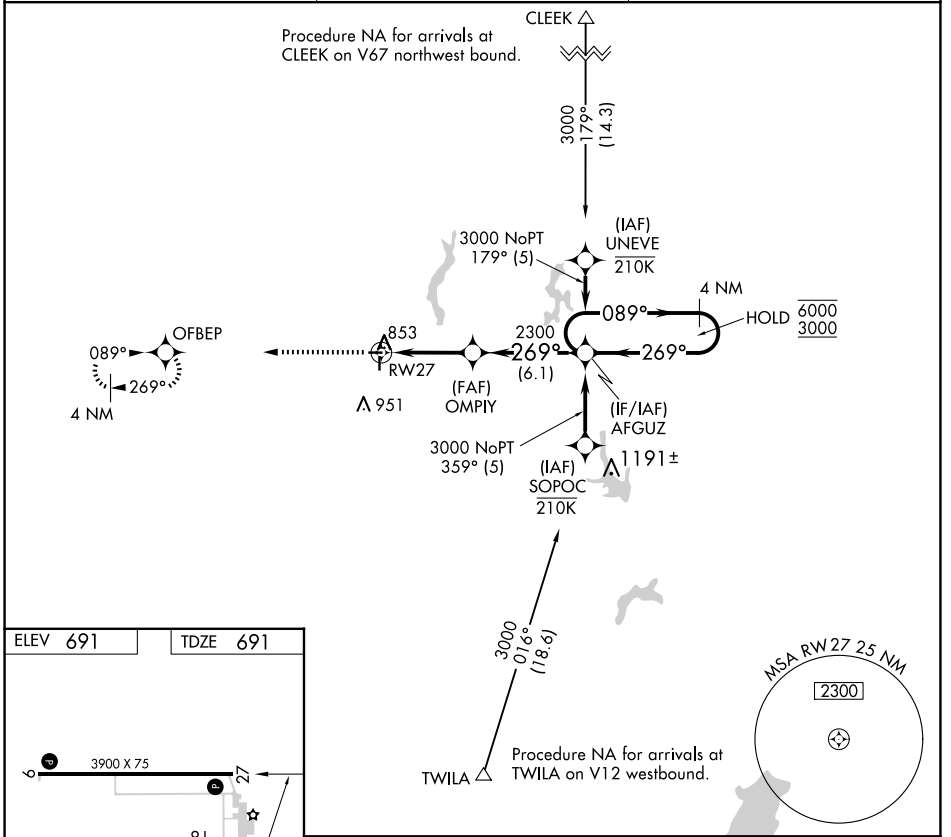 CLEEK
Procedure NA for arrivals at
CLEEK on V67 northwest bound.
3000
179°
(14.3)
(IAF)
UNEVE
210K
3000 NoPT
179° (5)
4 NM
089°
HOLD
6000
3000
OFBEP
089°
269°
4 NM
853
RW27
951
2300
269°
(6.1)
269°
(FAF)
OMPIY
(IF/IAF)
AFGUZ
3000 NoPT
359° (5)
(IAF)
SOPOC
210K
1191±
3000
016°
(18.6)
TWILA
Procedure NA for arrivals at
TWILA on V12 westbound.
MSA RW27 25 NM
2300
ELEV 691
TDZE 691
P
9
3900 X 75
27
P